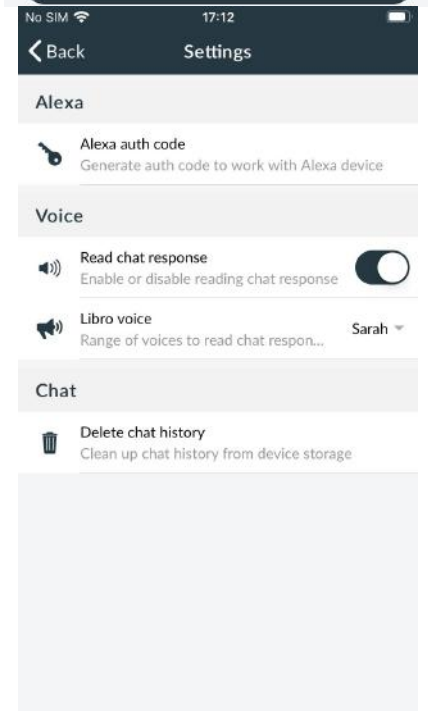 No SIM 17:12
Back Settings
Alexa
Alexa auth code
Generate auth code to work with Alexa device
Voice
Read chat response
Enable or disable reading chat response
Libro voice
Range of voices to read chat respon... Sarah
Chat
Delete chat history
Clean up chat history from device storage